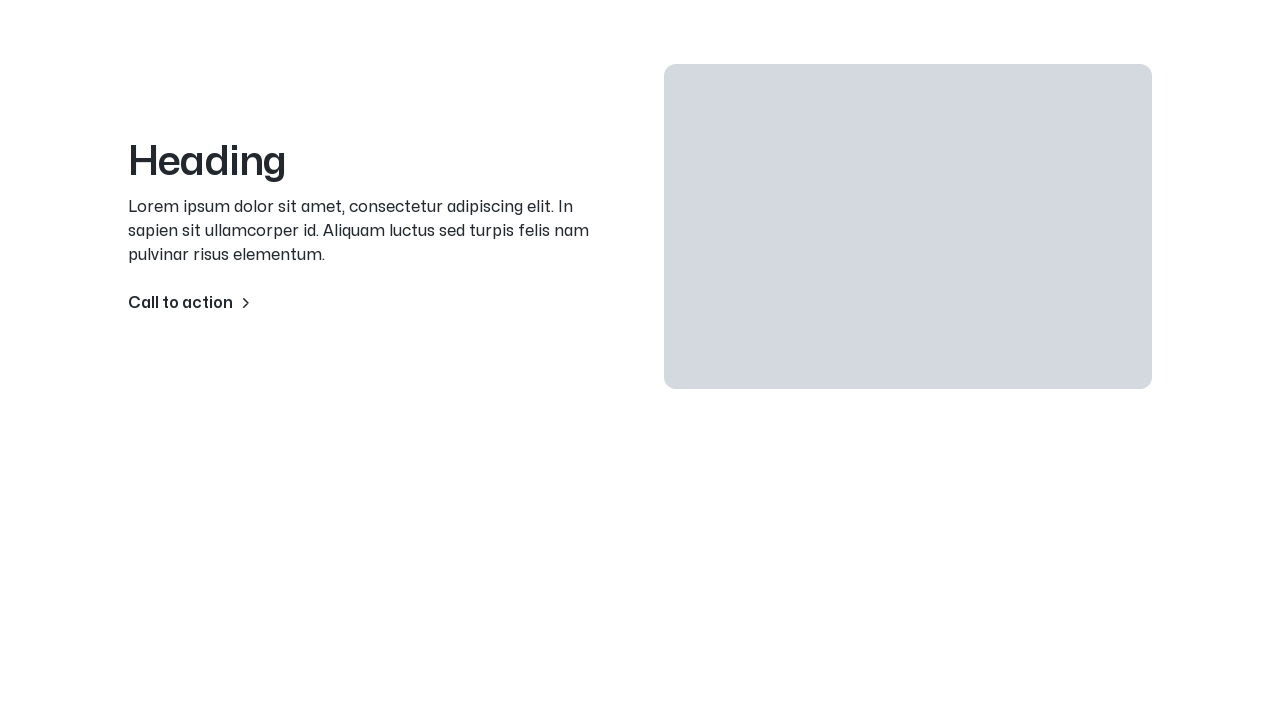 Heading
Lorem ipsum dolor sit amet, consectetur adipiscing elit. In
sapien sit ullamcorper id. Aliquam luctus sed turpis felis nam
pulvinar risus elementum.
Call to action